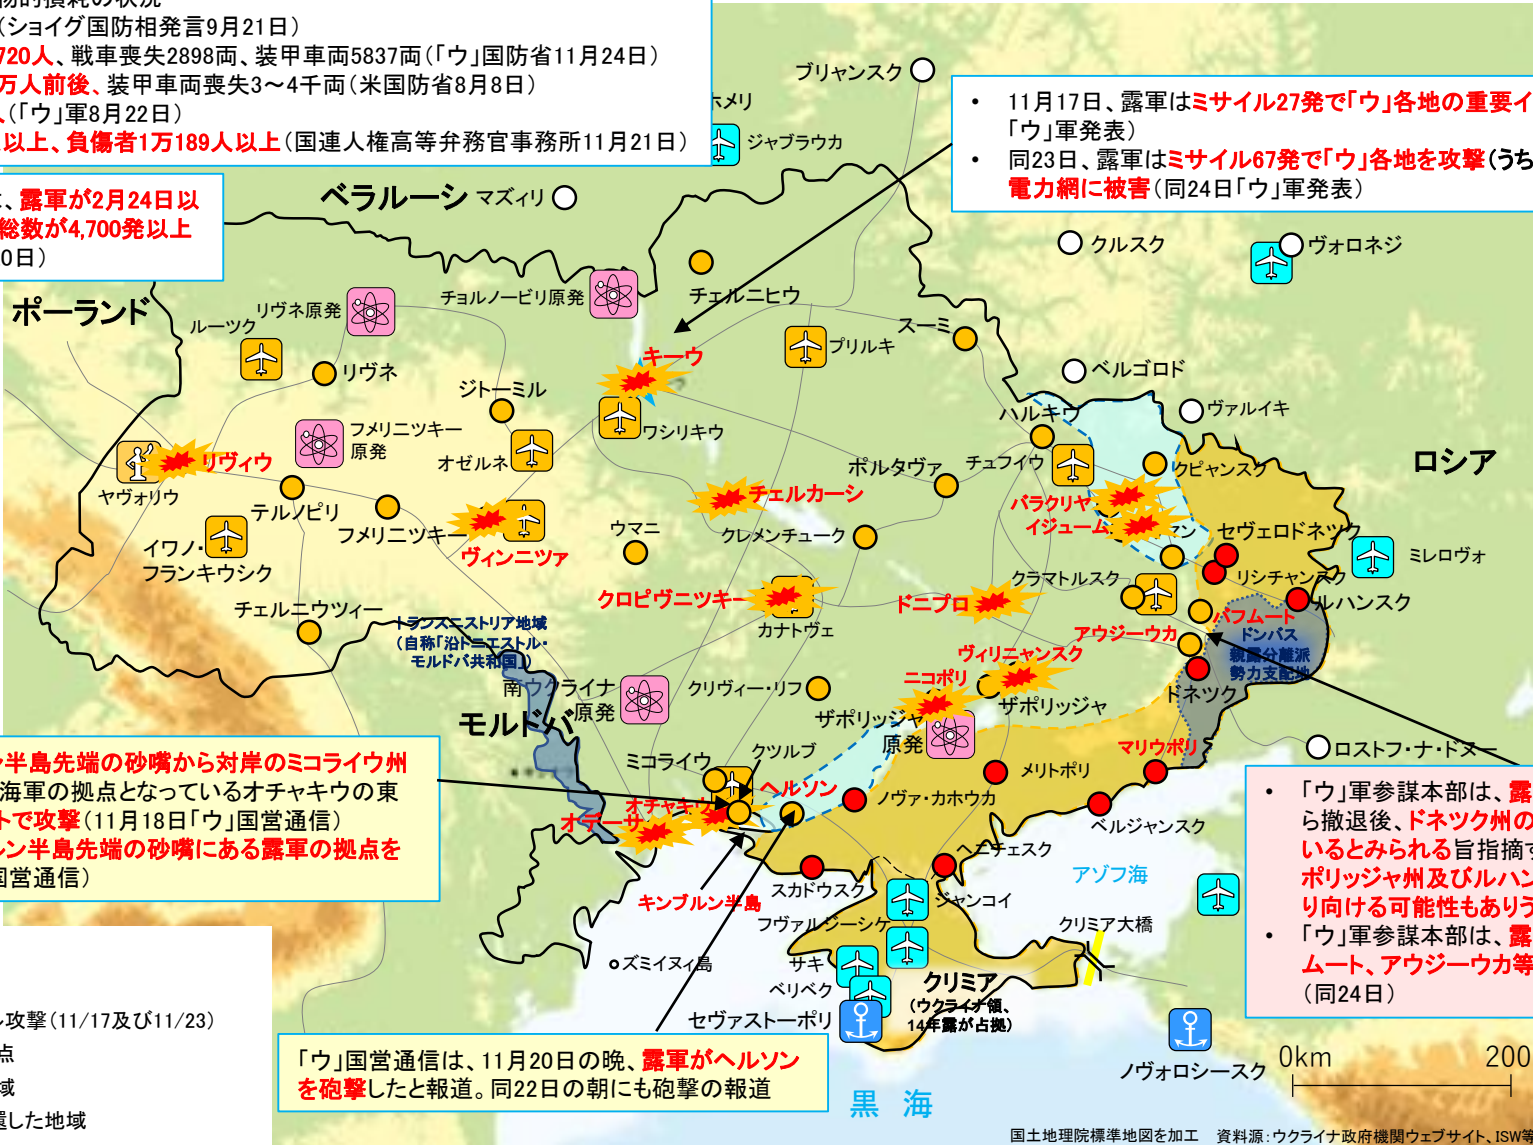 (ショイグ国防相発言9月21日)
720人、戦車喪失2898両、装甲車両5837両(「ウ」国防省11月24日)
万人前後、装甲車両喪失3～4千両(米国防省8月8日)
(「ウ」軍8月22日)
以上、負傷者1万189人以上(国連人権高等弁務官事務所11月21日)
、露軍が2月24日以
総数が4,700発以上
0日)
• 11月17日、露軍はミサイル27発で「ウ」各地の重要イ
「ウ」軍発表)
• 同23日、露軍はミサイル67発で「ウ」各地を攻撃(うち
電力網に被害(同24日「ウ」軍発表)
ブリャンスク
ホメリ
ジャブラウカ
ベラルーシ
マズィリ
クルスク
ヴォロネジ
ポーランド
リヴネ原発
チョルノービリ原発
チェルニヒウ
ルーツク
リヴネ
スーミ
プリルキ
キーウ
ベルゴロド
ジトーミル
ワシリキウ
ハルキウ
ヴァルイキ
フメリニツキー
原発
オゼルネ
リヴィウ
ヤヴォリウ
テルノピリ
フメリニツキー
ヴィンニツァ
ポルタヴァ
チュフイウ
クピャンスク
ロシア
チェルカーシ
バラクリヤ
イジューム
マン
ウマニ
クレメンチューク
セヴェロドネツク
ミレロヴォ
イワノ・
フランキウシク
クラマトルスク
リシチャンスク
ルハンスク
クロピヴニツキー
ドニプロ
カナトヴェ
チェルニウツィー
トランスニストリア地域
(自称「沿ドニエストル・
モルドバ共和国」)
バフムート
アウジーウカ
ドンバス
親露分離派
勢力支配地
ヴィリニャンスク
ニコポリ
ドネツク
南ウクライナ
原発
クリヴィー・リフ
ザポリッジャ
ザポリッジャ
原発
モルドバ
ミコライウ
クツルブ
マリウポリ
ロストフ・ナ・ドヌー
メリトポリ
ヘルソン
ノヴァ・カホウカ
オチャキウ
オデーサ
ベルジャンスク
ヘニチェスク
アゾフ海
ン半島先端の砂嘴から対岸のミコライウ州
海軍の拠点となっているオチャキウの東
トで攻撃(11月18日「ウ」国営通信)
ルン半島先端の砂嘴にある露軍の拠点を
国営通信)
• 「ウ」軍参謀本部は、露
ら撤退後、ドネツク州の
いるとみられる旨指摘す
ポリッジャ州及びルハン
り向ける可能性もありう
• 「ウ」軍参謀本部は、露
ムート、アウジーウカ等
(同24日)
キンブルン半島
スカドウスク
フヴァルジーシケ
ジャンコイ
クリミア大橋
ズミイヌィ島
サキ
ベリベク
クリミア
(ウクライナ領、
14年露が占拠)
セヴァストーポリ
ノヴォロシースク
「ウ」国営通信は、11月20日の晩、露軍がヘルソン
を砲撃したと報道。同22日の朝にも砲撃の報道
ル攻撃(11/17及び11/23)
点
域
還した地域
黒 海
0km
200
国土地理院標準地図を加工 資料源:ウクライナ政府機関ウェブサイト、ISW等